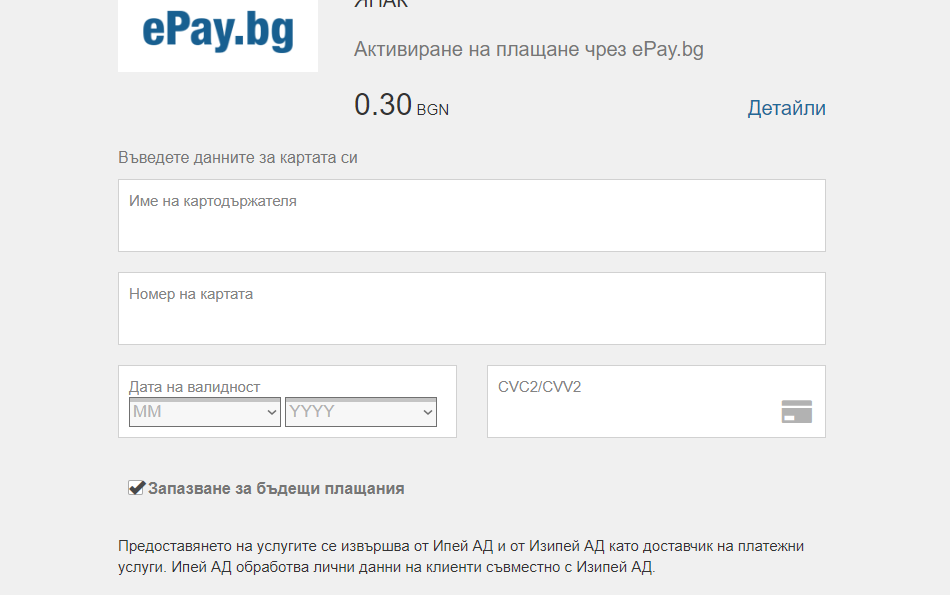 ЯПАК
ePay.bg
Активиране на плащане чрез ePay.bg
0.30 BGN
Детайли
Въведете данните за картата си
Име на картодържателя
Номер на картата
Дата на валидност
MM YYYY
CVC2/CVV2
Запазване за бъдещи плащания
Предоставянето на услугите се извършва от Ипей АД и от Изипей АД като доставчик на платежни
услуги. Ипей АД обработва лични данни на клиенти съвместно с Изипей АД.